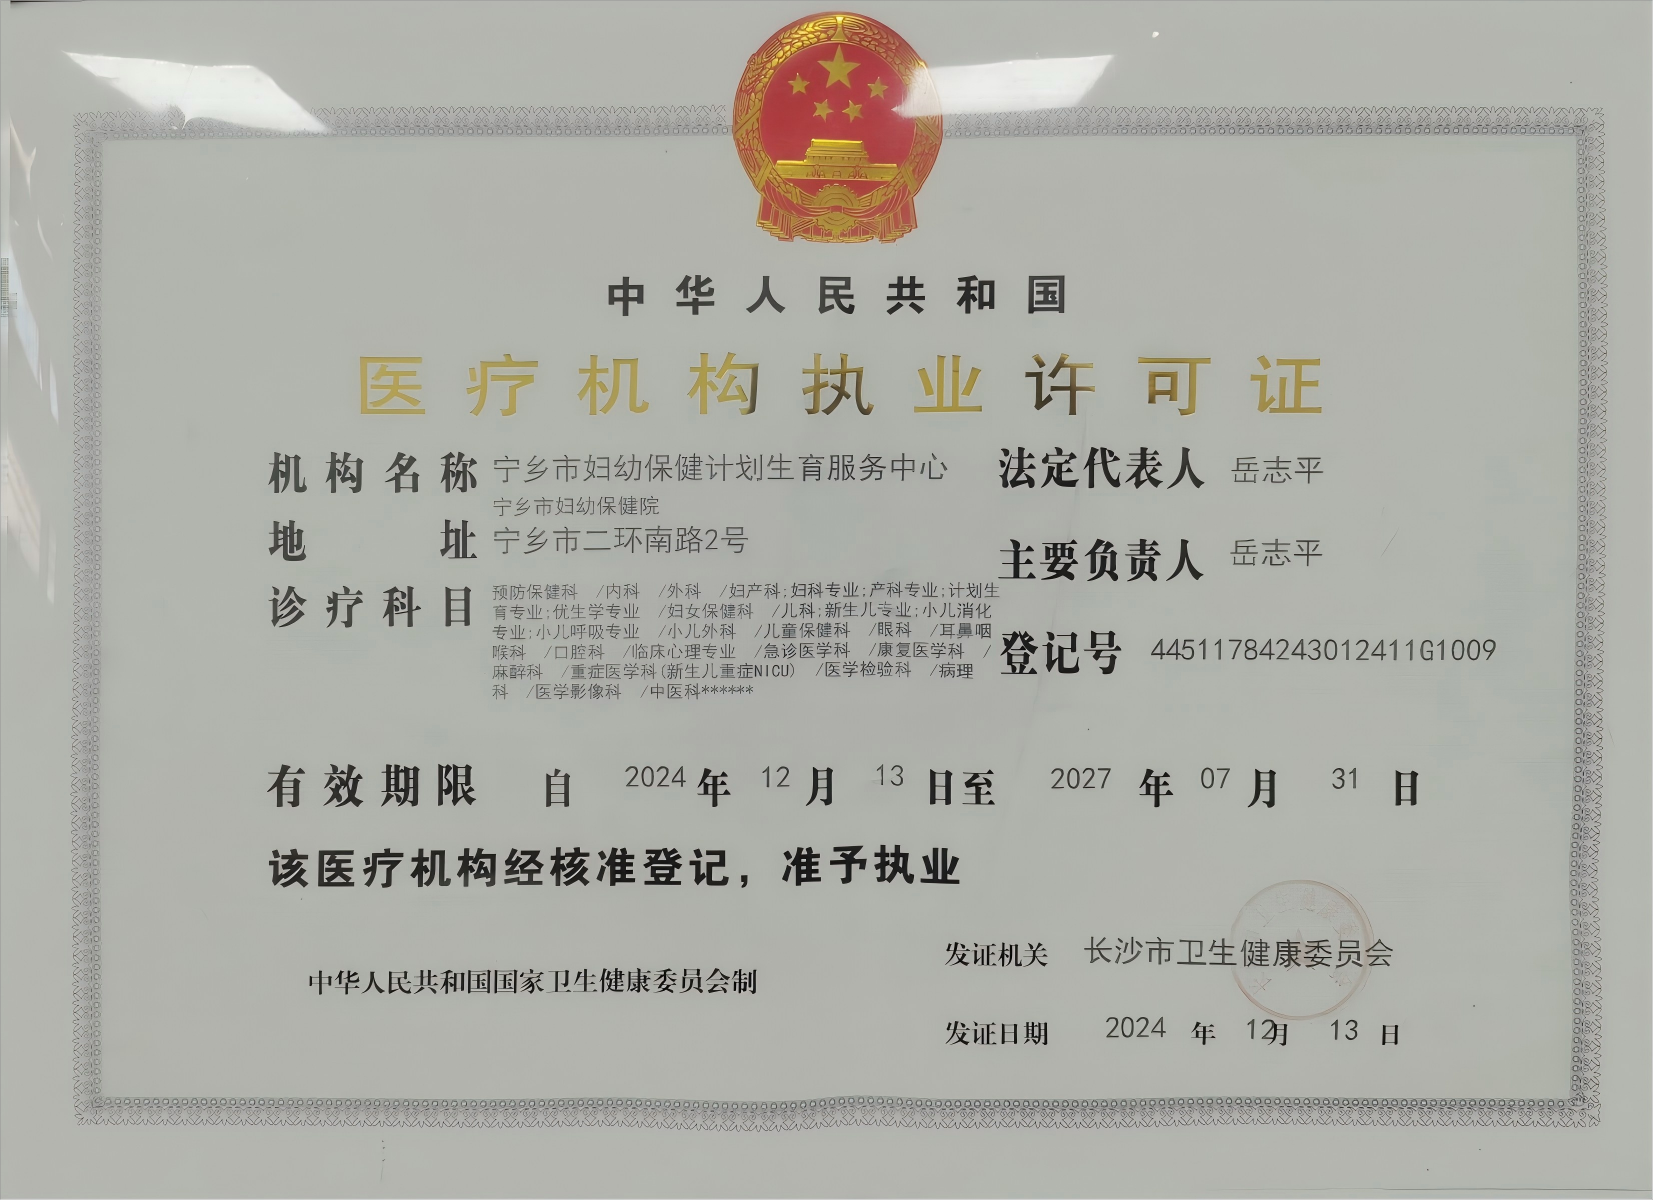 中华人民共和国
医疗机构执业许可证
机构名称 宁乡市妇幼保健计划生育服务中心
宁乡市妇幼保健院
地址 宁乡市二环南路2号
诊疗科目 预防保健科 /内科 /外科 /妇产科;妇科专业;产科专业;计划生
育专业;优生学专业 /妇女保健科 /儿科;新生儿专业;小儿消化
专业;小儿呼吸专业 /小儿外科 /儿童保健科 /眼科 /耳鼻咽
喉科 /口腔科 /临床心理专业 /急诊医学科 /康复医学科 /
麻醉科 /重症医学科(新生儿重症NICU) /医学检验科 /病理
科 /医学影像科 /中医科******
法定代表人 岳志平
主要负责人 岳志平
登记号 44511784243012411G1009
有效期限 自 2024 年 12 月 13 日至 2027 年 07 月 31 日
该医疗机构经核准登记，准予执业
中华人民共和国国家卫生健康委员会制
发证机关 长沙市卫生健康委员会
发证日期 2024 年 12月 13 日